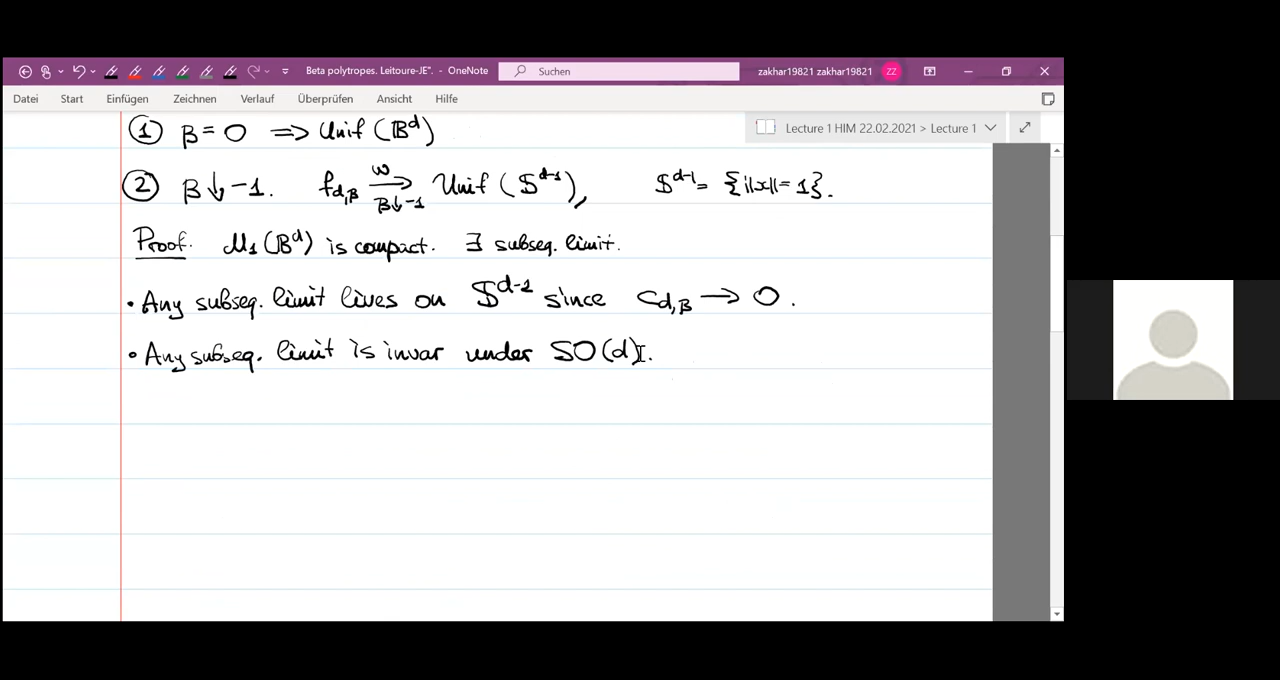 Beta polytopes. Leitoure-JE". - OneNote
Suchen
zakhar19821 zakhar19821
ZZ
Datei Start Einfügen Zeichnen Verlauf Überprüfen Ansicht Hilfe
Lecture 1 HIM 22.02.2021 > Lecture 1
① β = 0 ⟹ Unif (𝔹^d)
② β ↓ -1. f_{d,β} →^{w}_{β↓-1} Unif (𝕊^{d-1}), 𝕊^{d-1} = {‖x‖ = 1}.
Proof. M_1(𝔹^d) is compact. ∃ subseq. limit.
• Any subseq. limit lives on 𝕊^{d-1} since c_{d,β} → 0.
• Any subseq. limit is invar under SO(d).